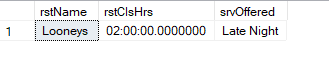 rstName rstClsHrs srvOffered
1 Looneys 02:00:00.0000000 Late Night